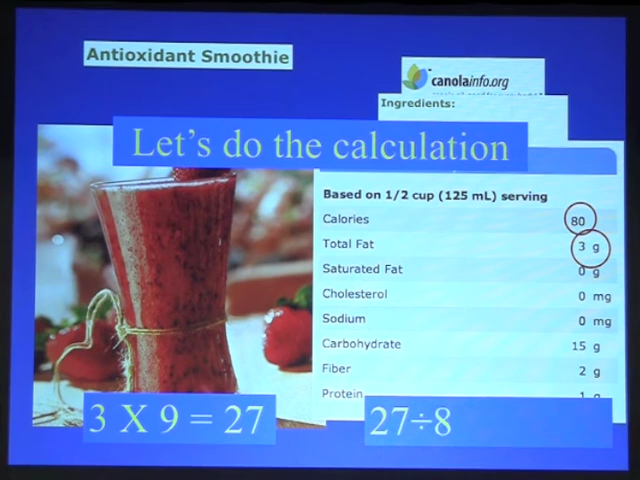 Antioxidant Smoothie
canolainfo.org
Ingredients:
Let's do the calculation
Based on 1/2 cup (125 mL) serving
Calories 80
Total Fat 3 g
Saturated Fat 0 g
Cholesterol 0 mg
Sodium 0 mg
Carbohydrate 15 g
Fiber 2 g
Protein 1 g
3 X 9 = 27
27÷8